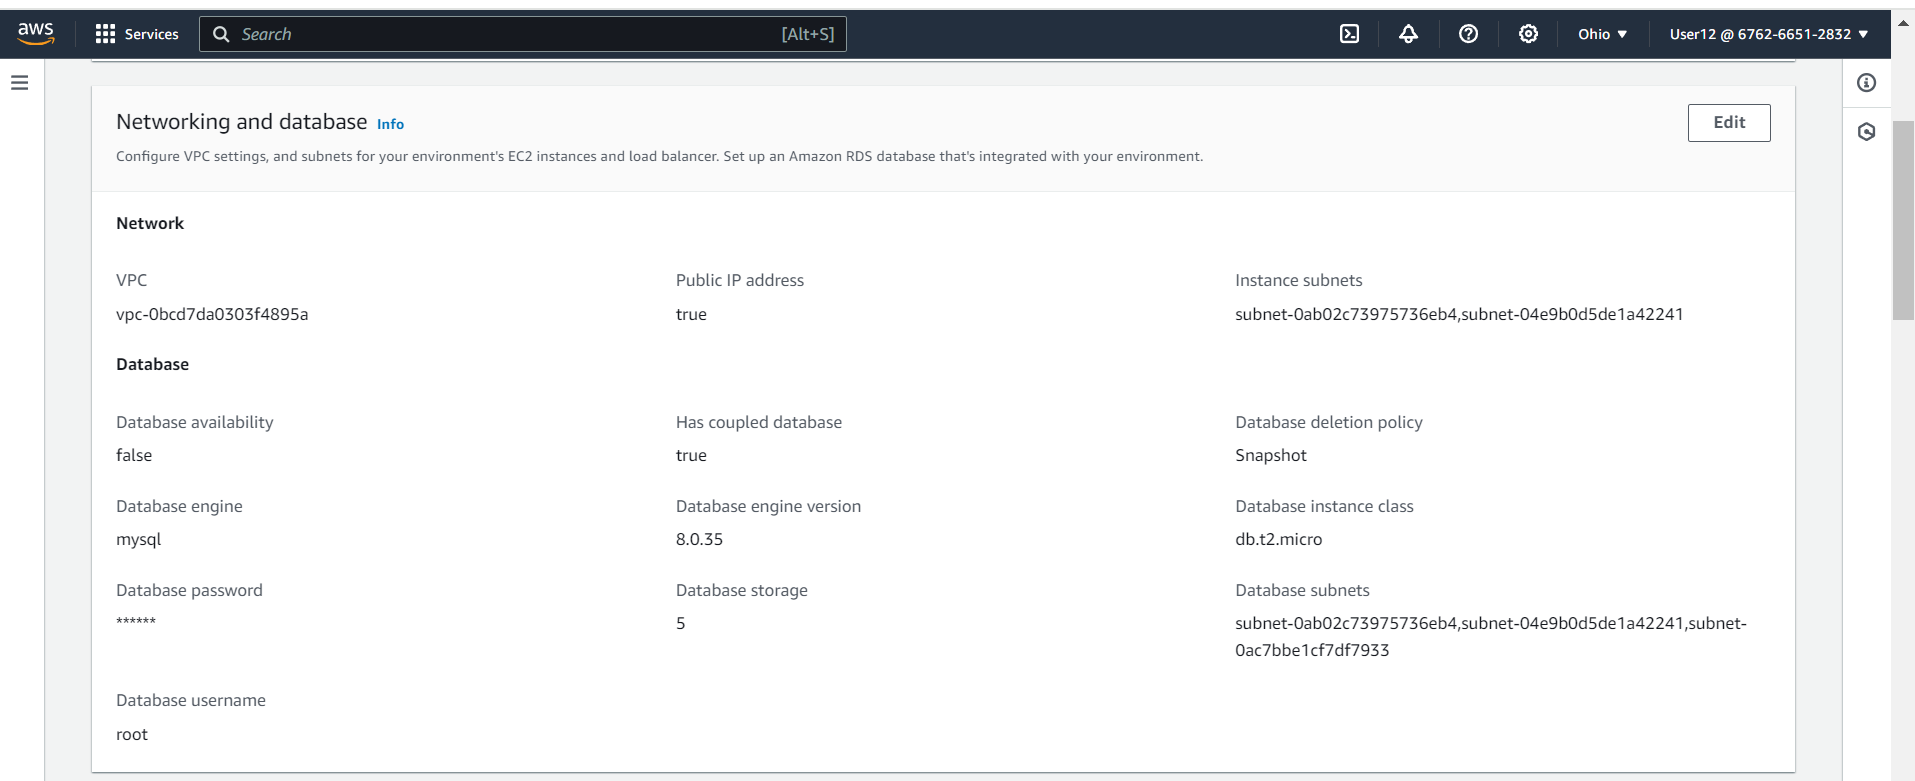 aws Services Search [Alt+S] Ohio ▼ User12 @ 6762-6651-2832 ▼
Networking and database Info
Edit
Configure VPC settings, and subnets for your environment's EC2 instances and load balancer. Set up an Amazon RDS database that's integrated with your environment.
Network
VPC Public IP address Instance subnets
vpc-0bcd7da0303f4895a true subnet-0ab02c73975736eb4,subnet-04e9b0d5de1a42241
Database
Database availability Has coupled database Database deletion policy
false true Snapshot
Database engine Database engine version Database instance class
mysql 8.0.35 db.t2.micro
Database password Database storage Database subnets
****** 5 subnet-0ab02c73975736eb4,subnet-04e9b0d5de1a42241,subnet-
0ac7bbe1cf7df7933
Database username
root